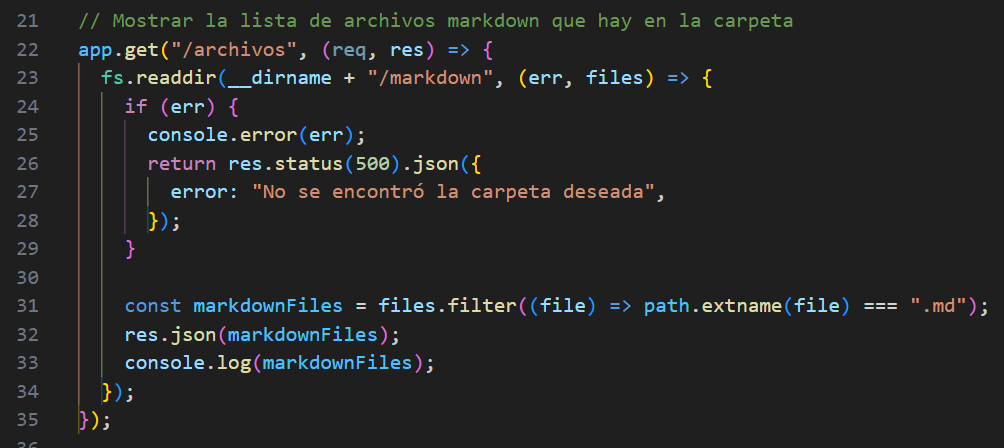 21 // Mostrar la lista de archivos markdown que hay en la carpeta
22 app.get("/archivos", (req, res) => {
23   fs.readdir(__dirname + "/markdown", (err, files) => {
24     if (err) {
25       console.error(err);
26       return res.status(500).json({
27         error: "No se encontró la carpeta deseada",
28       });
29     }
30
31     const markdownFiles = files.filter((file) => path.extname(file) === ".md");
32     res.json(markdownFiles);
33     console.log(markdownFiles);
34   });
35 });
36